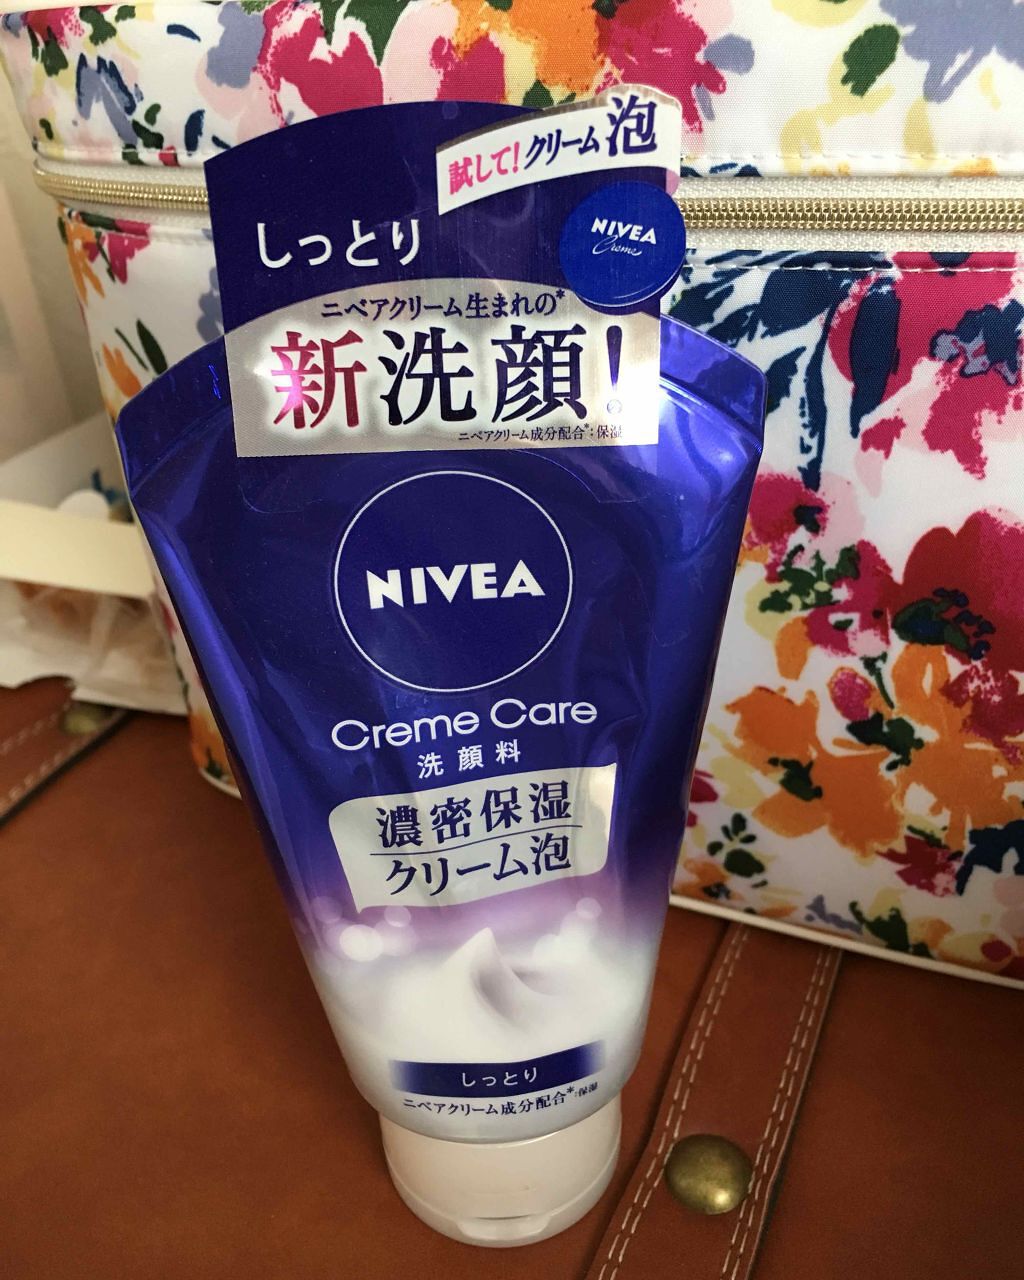 試して!クリーム泡
NIVEA
Creme
しっとり
ニベアクリーム生まれの*
新洗顔!
ニベアクリーム成分配合*:保湿
NIVEA
Creme Care
洗顔料
濃密保湿
クリーム泡
しっとり
ニベアクリーム成分配合*:保湿